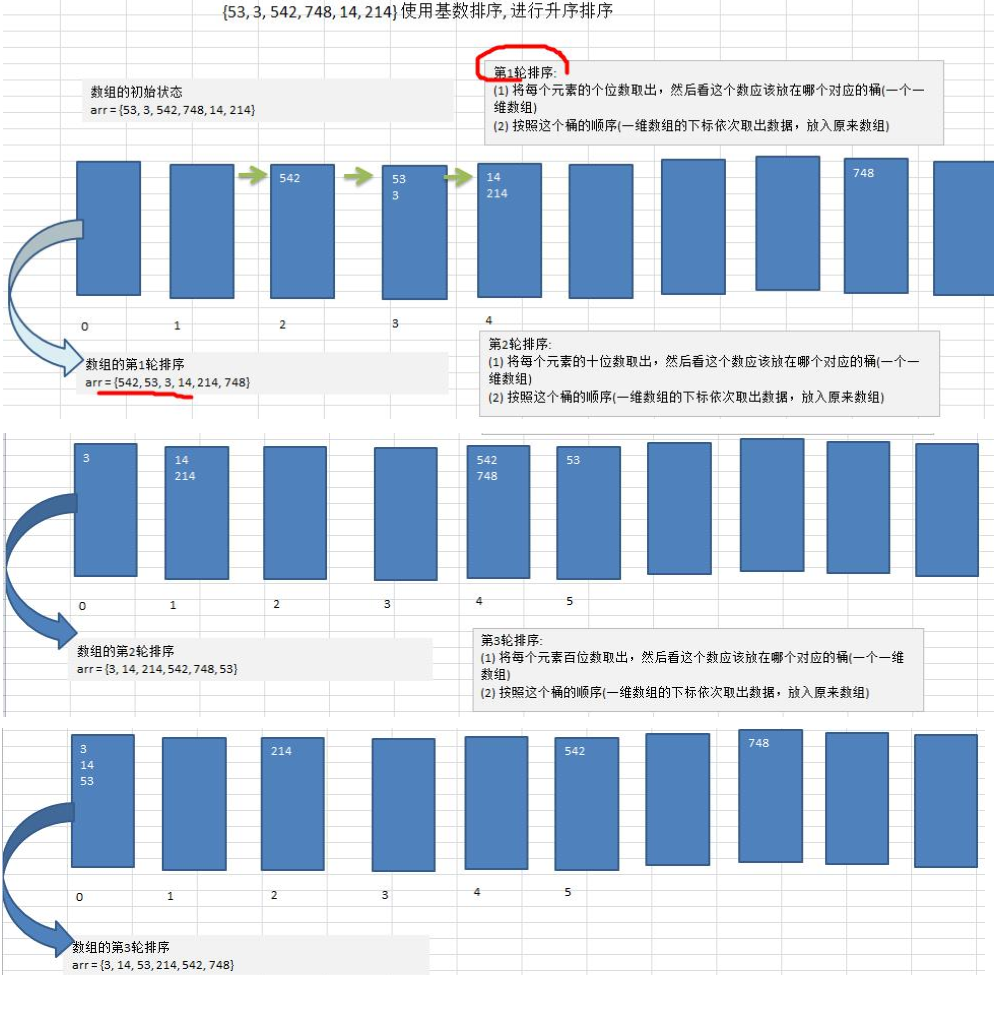 {53, 3, 542, 748, 14, 214} 使用基数排序, 进行升序排序
数组的初始状态
arr = {53, 3, 542, 748, 14, 214}
第1轮排序:
(1) 将每个元素的个位数取出，然后看这个数应该放在哪个对应的桶(一个一
维数组)
(2) 按照这个桶的顺序(一维数组的下标依次取出数据，放入原来数组)
542
53
3
14
214
748
0
1
2
3
4
数组的第1轮排序
arr = {542, 53, 3, 14, 214, 748}
第2轮排序:
(1) 将每个元素的十位数取出，然后看这个数应该放在哪个对应的桶(一个一
维数组)
(2) 按照这个桶的顺序(一维数组的下标依次取出数据，放入原来数组)
3
14
214
542
748
53
0
1
2
3
4
5
数组的第2轮排序
arr = {3, 14, 214, 542, 748, 53}
第3轮排序:
(1) 将每个元素百位数取出，然后看这个数应该放在哪个对应的桶(一个一维
数组)
(2) 按照这个桶的顺序(一维数组的下标依次取出数据，放入原来数组)
3
14
53
214
542
748
0
1
2
3
4
5
数组的第3轮排序
arr = {3, 14, 53, 214, 542, 748}